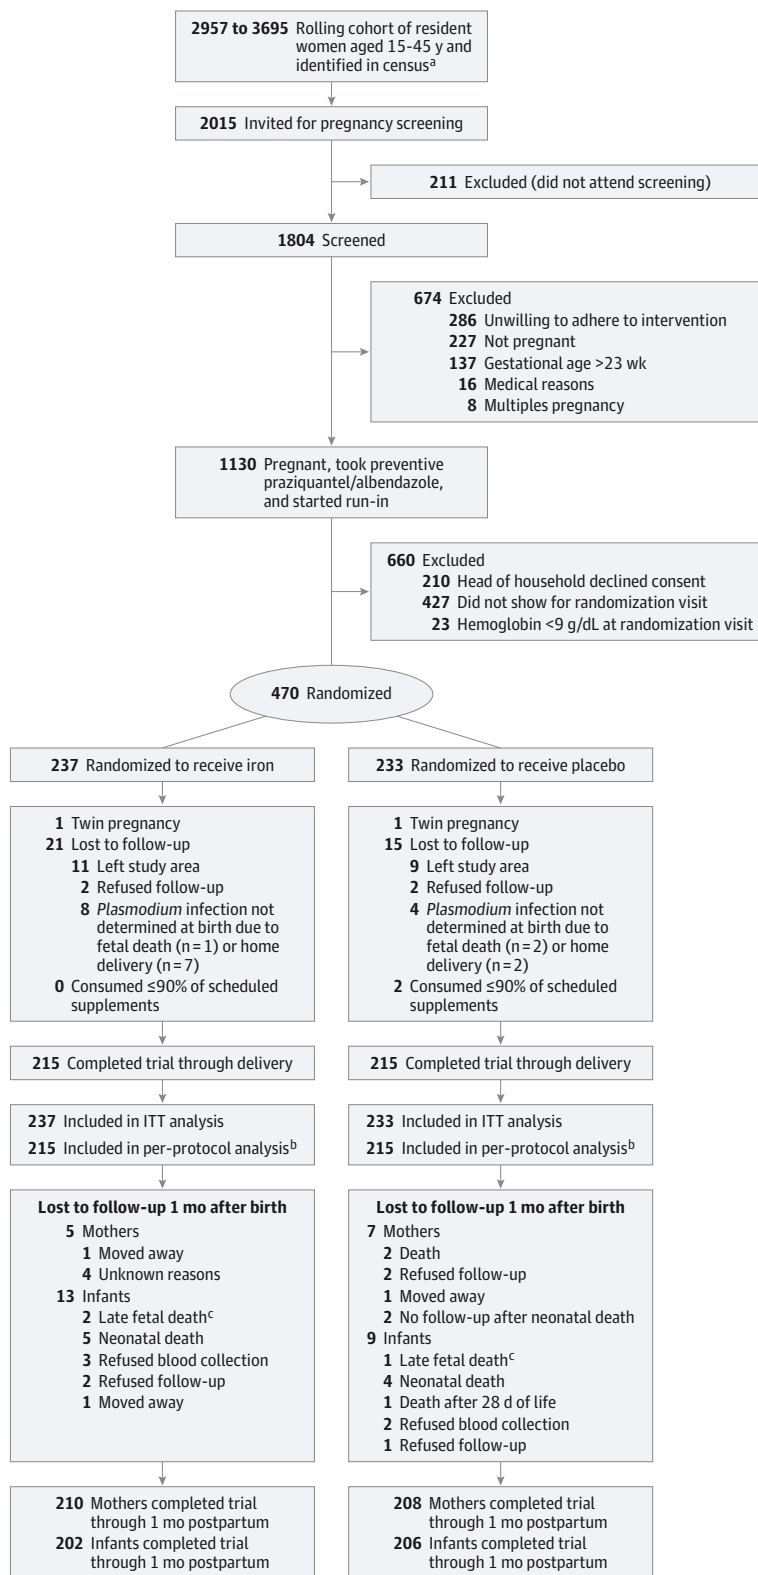 2957 to 3695 Rolling cohort of resident
women aged 15-45 y and
identified in censusᵃ
2015 Invited for pregnancy screening
211 Excluded (did not attend screening)
1804 Screened
674 Excluded
286 Unwilling to adhere to intervention
227 Not pregnant
137 Gestational age >23 wk
16 Medical reasons
8 Multiples pregnancy
1130 Pregnant, took preventive
praziquantel/albendazole,
and started run-in
660 Excluded
210 Head of household declined consent
427 Did not show for randomization visit
23 Hemoglobin <9 g/dL at randomization visit
470 Randomized
237 Randomized to receive iron
1 Twin pregnancy
21 Lost to follow-up
11 Left study area
2 Refused follow-up
8 Plasmodium infection not
determined at birth due to
fetal death (n=1) or home
delivery (n=7)
0 Consumed ≤90% of scheduled
supplements
215 Completed trial through delivery
237 Included in ITT analysis
215 Included in per-protocol analysisᵇ
Lost to follow-up 1 mo after birth
5 Mothers
1 Moved away
4 Unknown reasons
13 Infants
2 Late fetal deathᶜ
5 Neonatal death
3 Refused blood collection
2 Refused follow-up
1 Moved away
210 Mothers completed trial
through 1 mo postpartum
202 Infants completed trial
through 1 mo postpartum
233 Randomized to receive placebo
1 Twin pregnancy
15 Lost to follow-up
9 Left study area
2 Refused follow-up
4 Plasmodium infection not
determined at birth due to
fetal death (n=2) or home
delivery (n=2)
2 Consumed ≤90% of scheduled
supplements
215 Completed trial through delivery
233 Included in ITT analysis
215 Included in per-protocol analysisᵇ
Lost to follow-up 1 mo after birth
7 Mothers
2 Death
2 Refused follow-up
1 Moved away
2 No follow-up after neonatal death
9 Infants
1 Late fetal deathᶜ
4 Neonatal death
1 Death after 28 d of life
2 Refused blood collection
1 Refused follow-up
208 Mothers completed trial
through 1 mo postpartum
206 Infants completed trial
through 1 mo postpartum